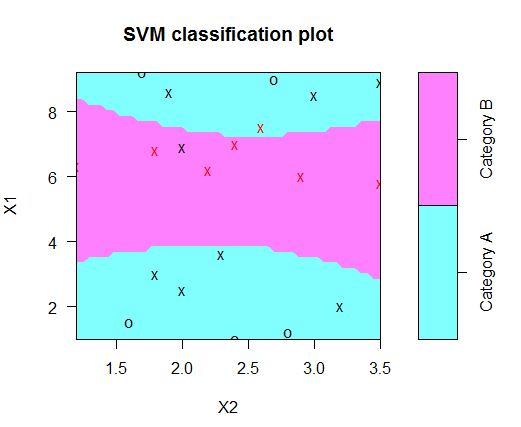 SVM classification plot
X1
8
6
4
2
1.5 2.0 2.5 3.0 3.5
X2
Category B
Category A